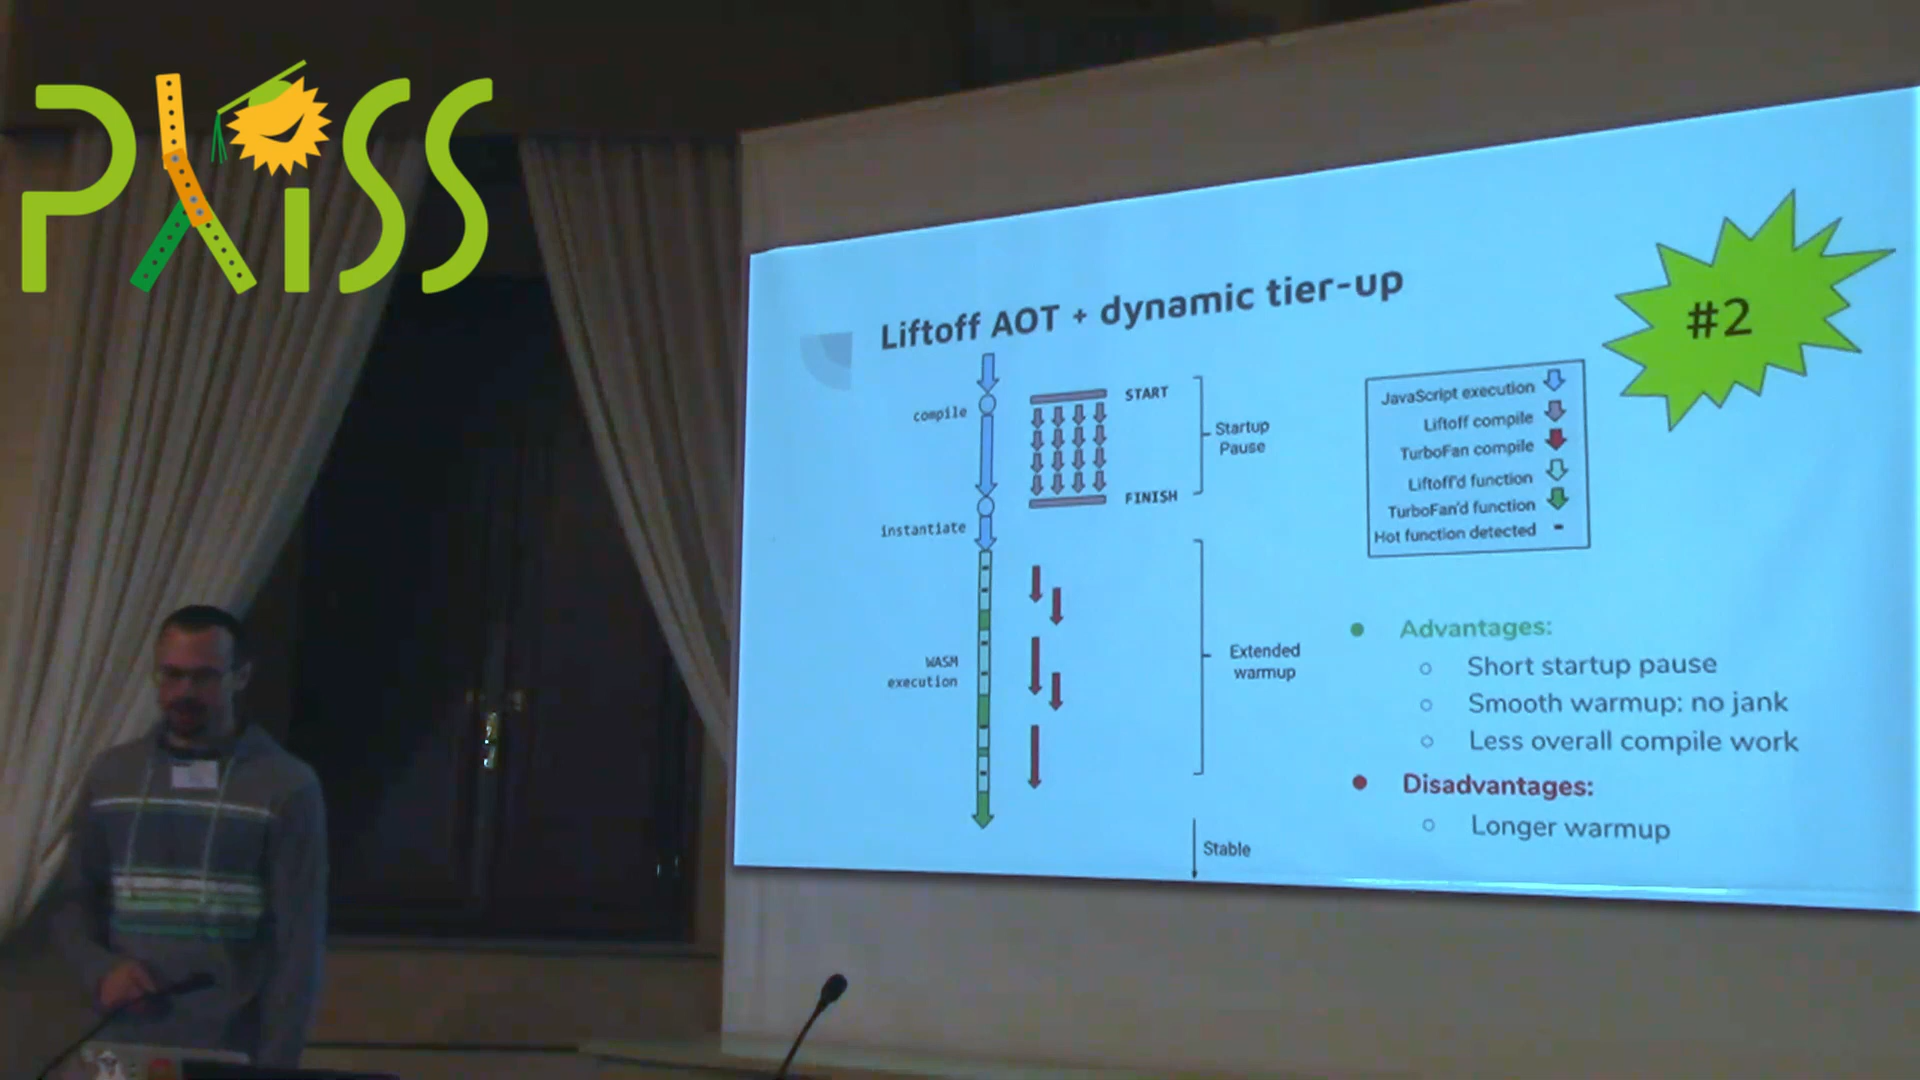 PLISS
Liftoff AOT + dynamic tier-up
#2
compile
START
Startup
Pause
FINISH
instantiate
WASM
execution
Extended
warmup
Stable
JavaScript execution
Liftoff compile
TurboFan compile
Liftoff'd function
TurboFan'd function
Hot function detected
Advantages:
Short startup pause
Smooth warmup: no jank
Less overall compile work
Disadvantages:
Longer warmup